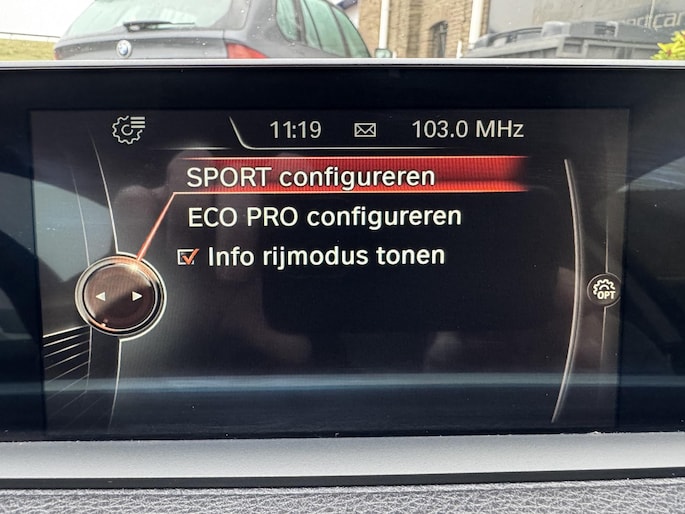 11:19 103.0 MHz
SPORT configureren
ECO PRO configureren
Info rijmodus tonen
OPT